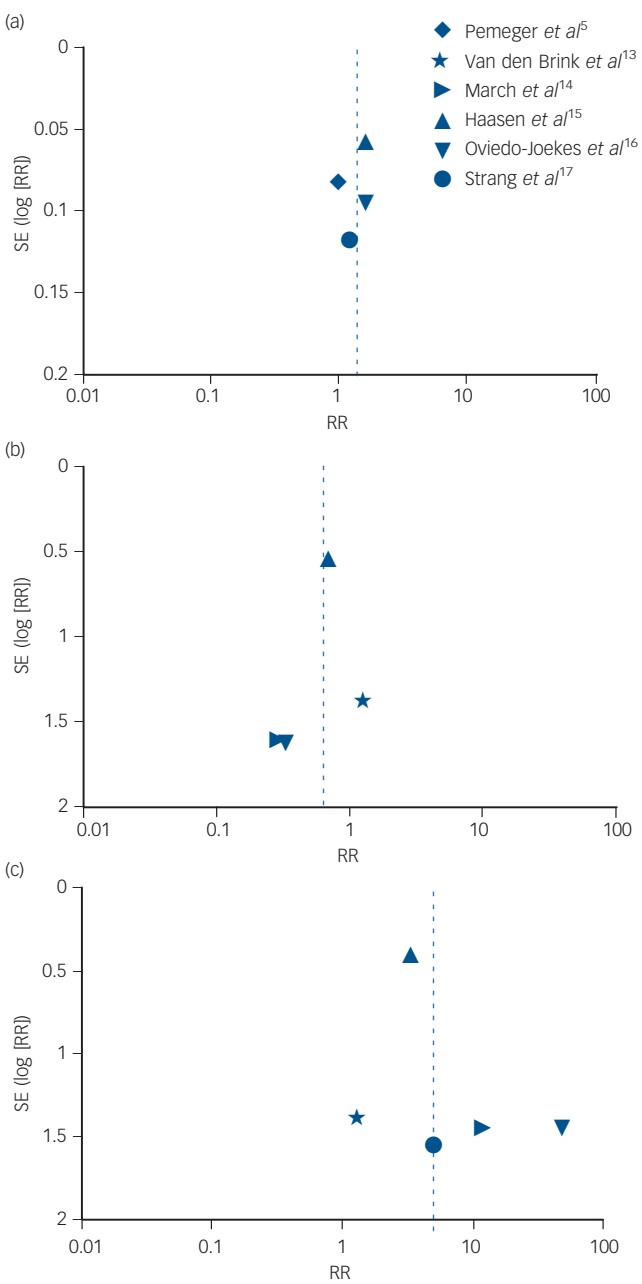 (a)
Pemeger et al5
Van den Brink et al13
March et al14
Haasen et al15
Oviedo-Joekes et al16
Strang et al17
0
0.05
0.1
0.15
0.2
SE (log [RR])
0.01 0.1 1 10 100
RR
(b)
0
0.5
1
1.5
2
SE (log [RR])
0.01 0.1 1 10 100
RR
(c)
0
0.5
1
1.5
2
SE (log [RR])
0.01 0.1 1 10 100
RR